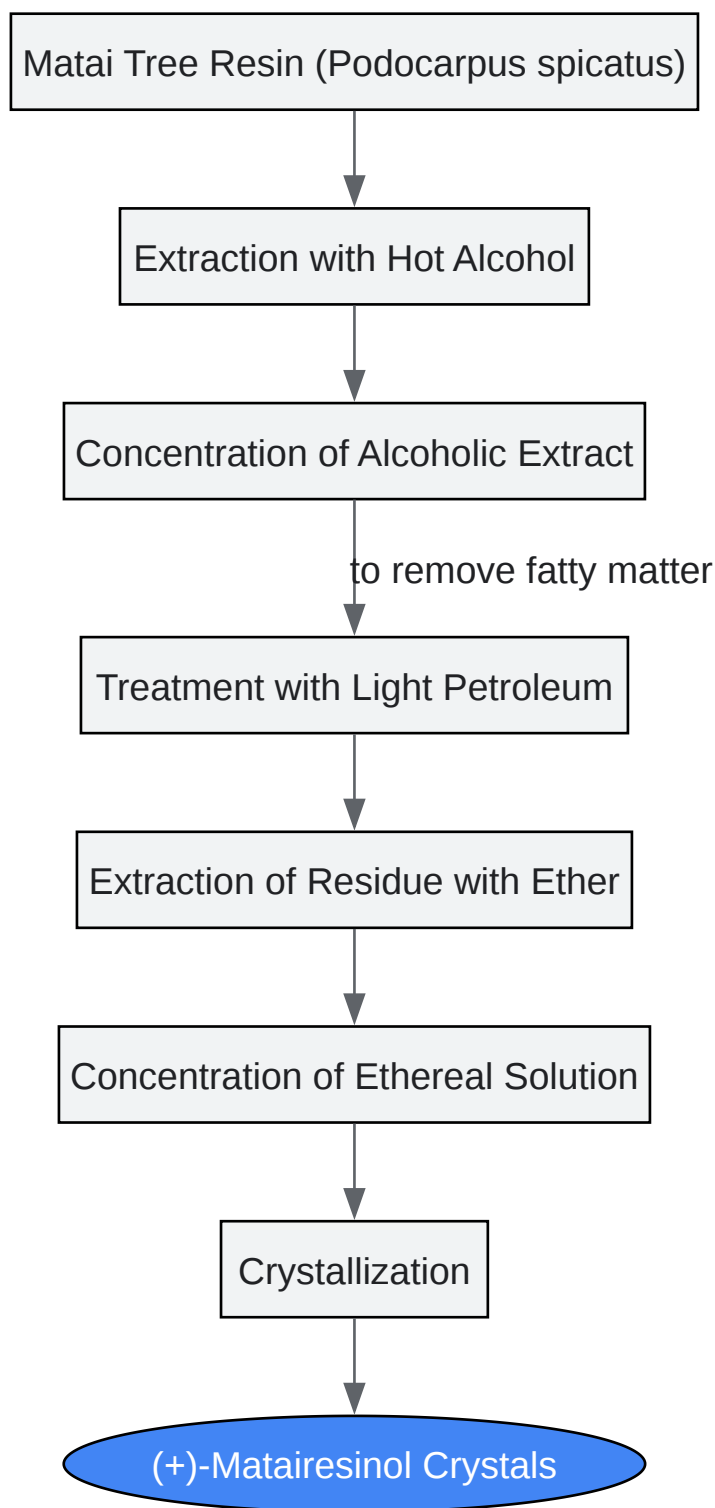 Matai Tree Resin (Podocarpus spicatus)
Extraction with Hot Alcohol
Concentration of Alcoholic Extract
to remove fatty matter
Treatment with Light Petroleum
Extraction of Residue with Ether
Concentration of Ethereal Solution
Crystallization
(+)-Matairesinol Crystals